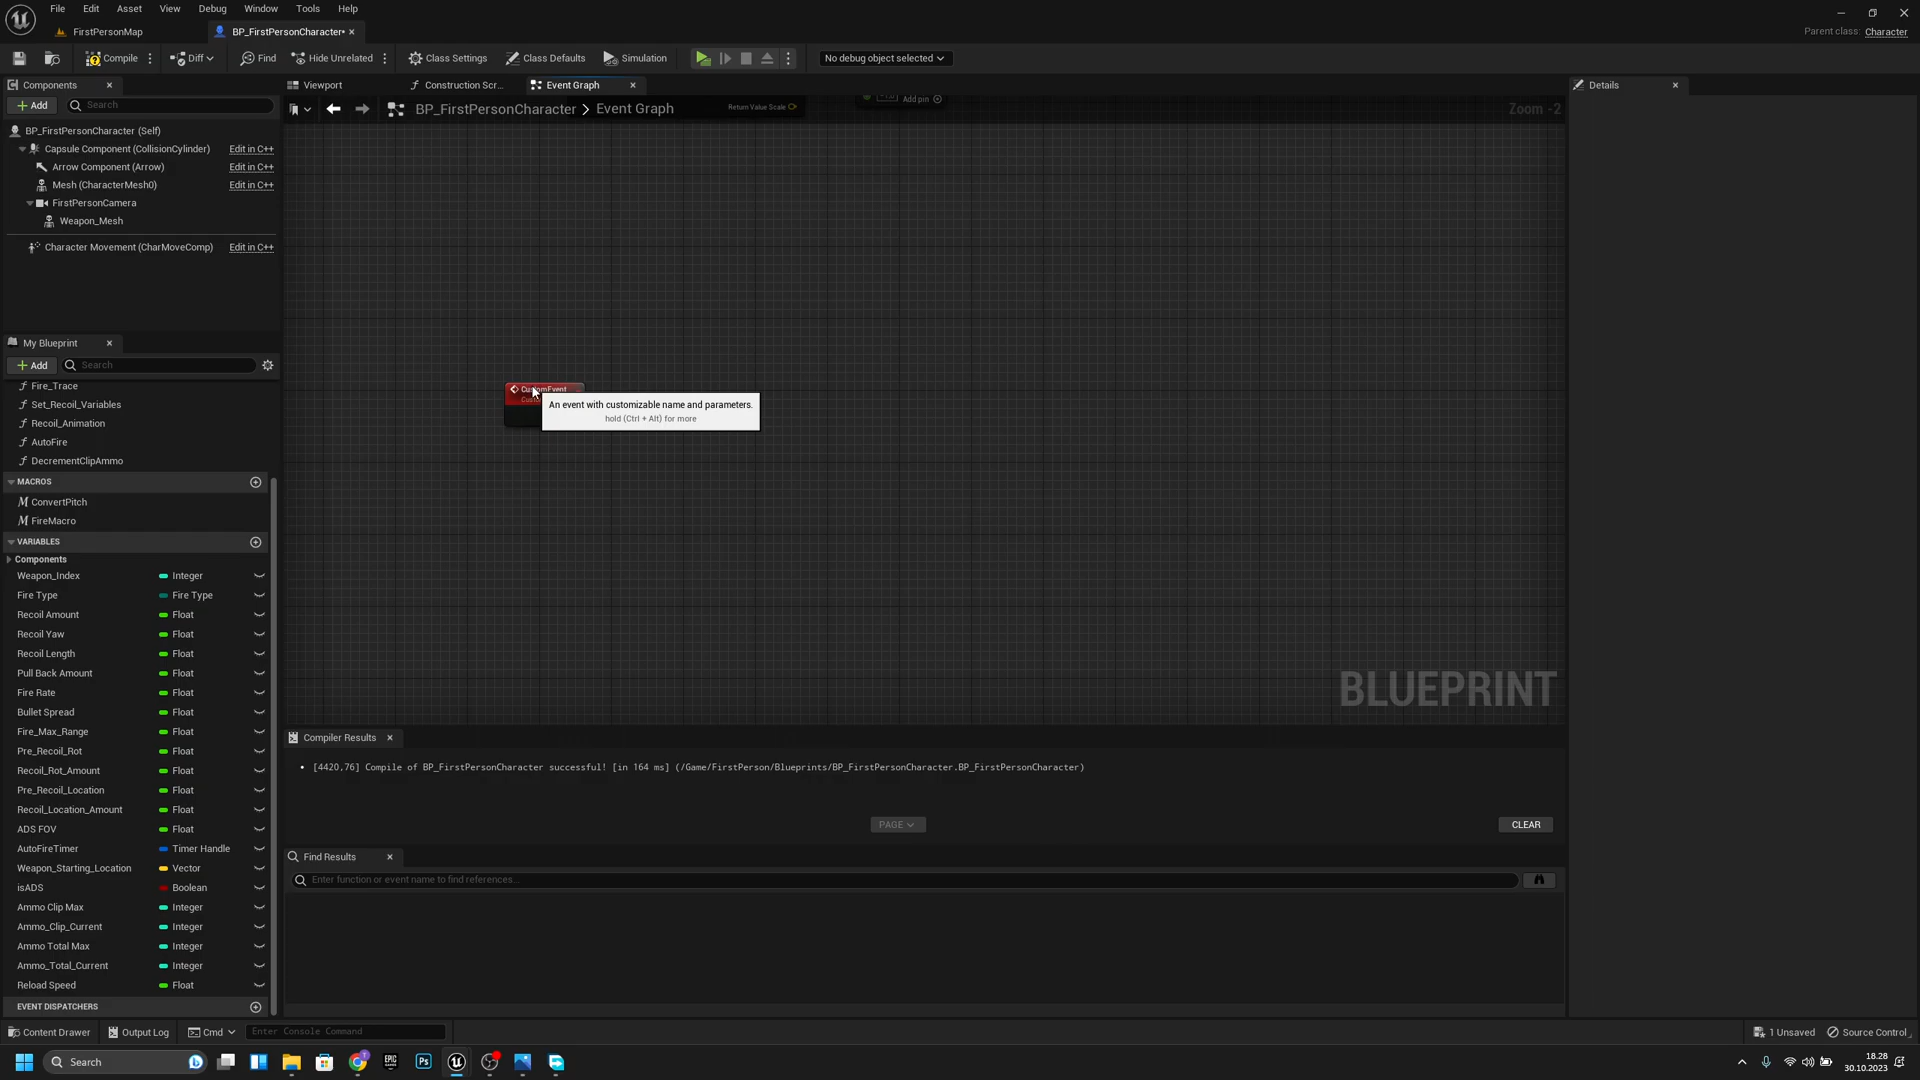 File Edit Asset View Window Debug Tools Help
FirstPersonMap
BP_FirstPersonCharacter•
Parent class: Character
Compile
Diff
Find
Hide Unrelated
Class Settings
Class Defaults
Simulation
No debug object selected
Components
Add
Search
BP_FirstPersonCharacter (Self)
Capsule Component (CollisionCylinder) Edit in C++
Arrow Component (Arrow) Edit in C++
Mesh (CharacterMesh0) Edit in C++
FirstPersonCamera
Weapon_Mesh
Character Movement (CharMoveComp) Edit in C++
My Blueprint
Add
Search
Fire_Trace
Set_Recoil_Variables
Recoil_Animation
AutoFire
DecrementClipAmmo
MACROS
ConvertPitch
FireMacro
VARIABLES
Components
Weapon_Index Integer
Fire Type Fire Type
Recoil Amount Float
Recoil Yaw Float
Recoil Length Float
Pull Back Amount Float
Fire Rate Float
Bullet Spread Float
Fire_Max_Range Float
Pre_Recoil_Rot Float
Recoil_Rot_Amount Float
Pre_Recoil_Location Float
Recoil_Location_Amount Float
ADS FOV Float
AutoFireTimer Timer Handle
Weapon_Starting_Location Vector
isADS Boolean
Ammo Clip Max Integer
Ammo_Clip_Current Integer
Ammo Total Max Integer
Ammo_Total_Current Integer
Reload Speed Float
EVENT DISPATCHERS
Viewport
Construction Scr...
Event Graph
BP_FirstPersonCharacter > Event Graph
Return Value Scale
Add pin
Zoom -2
CustomEvent
An event with customizable name and parameters.
hold (Ctrl + Alt) for more
BLUEPRINT
Compiler Results
[4420,76] Compile of BP_FirstPersonCharacter successful! [in 164 ms] (/Game/FirstPerson/Blueprints/BP_FirstPersonCharacter.BP_FirstPersonCharacter)
PAGE
CLEAR
Find Results
Enter function or event name to find references...
Details
Content Drawer
Output Log
Cmd
Enter Console Command
1 Unsaved
Source Control
Search
EPIC
Ps
18.28
30.10.2023